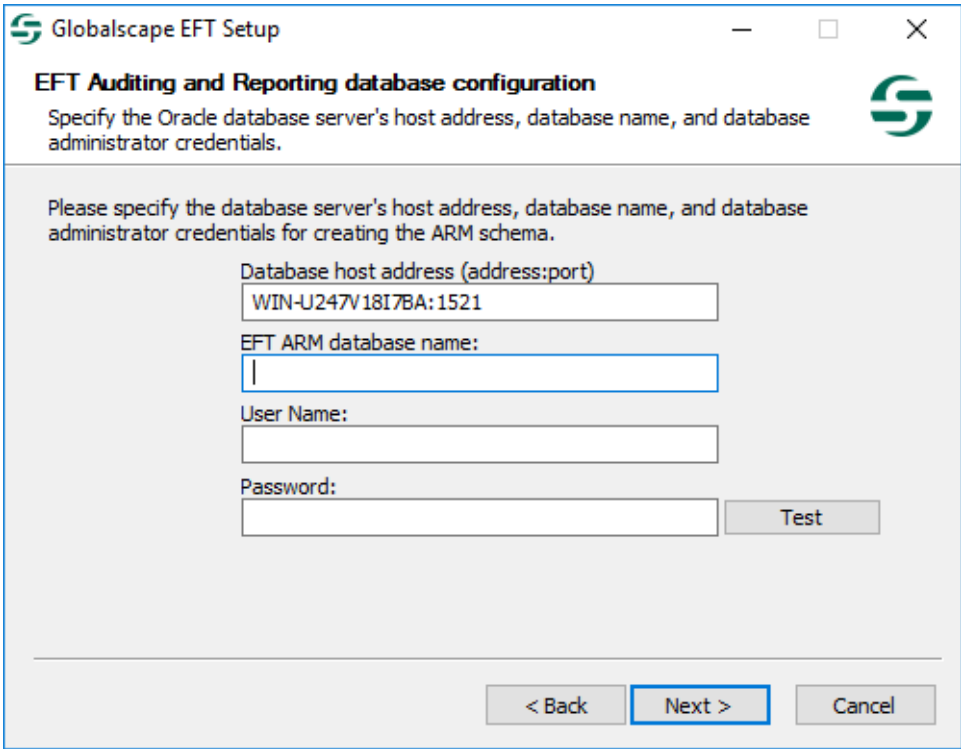 Globalscape EFT Setup
EFT Auditing and Reporting database configuration
Specify the Oracle database server's host address, database name, and database
administrator credentials.
Please specify the database server's host address, database name, and database
administrator credentials for creating the ARM schema.
Database host address (address:port)
WIN-U247V18I7BA:1521
EFT ARM database name:
User Name:
Password:
Test
< Back
Next >
Cancel